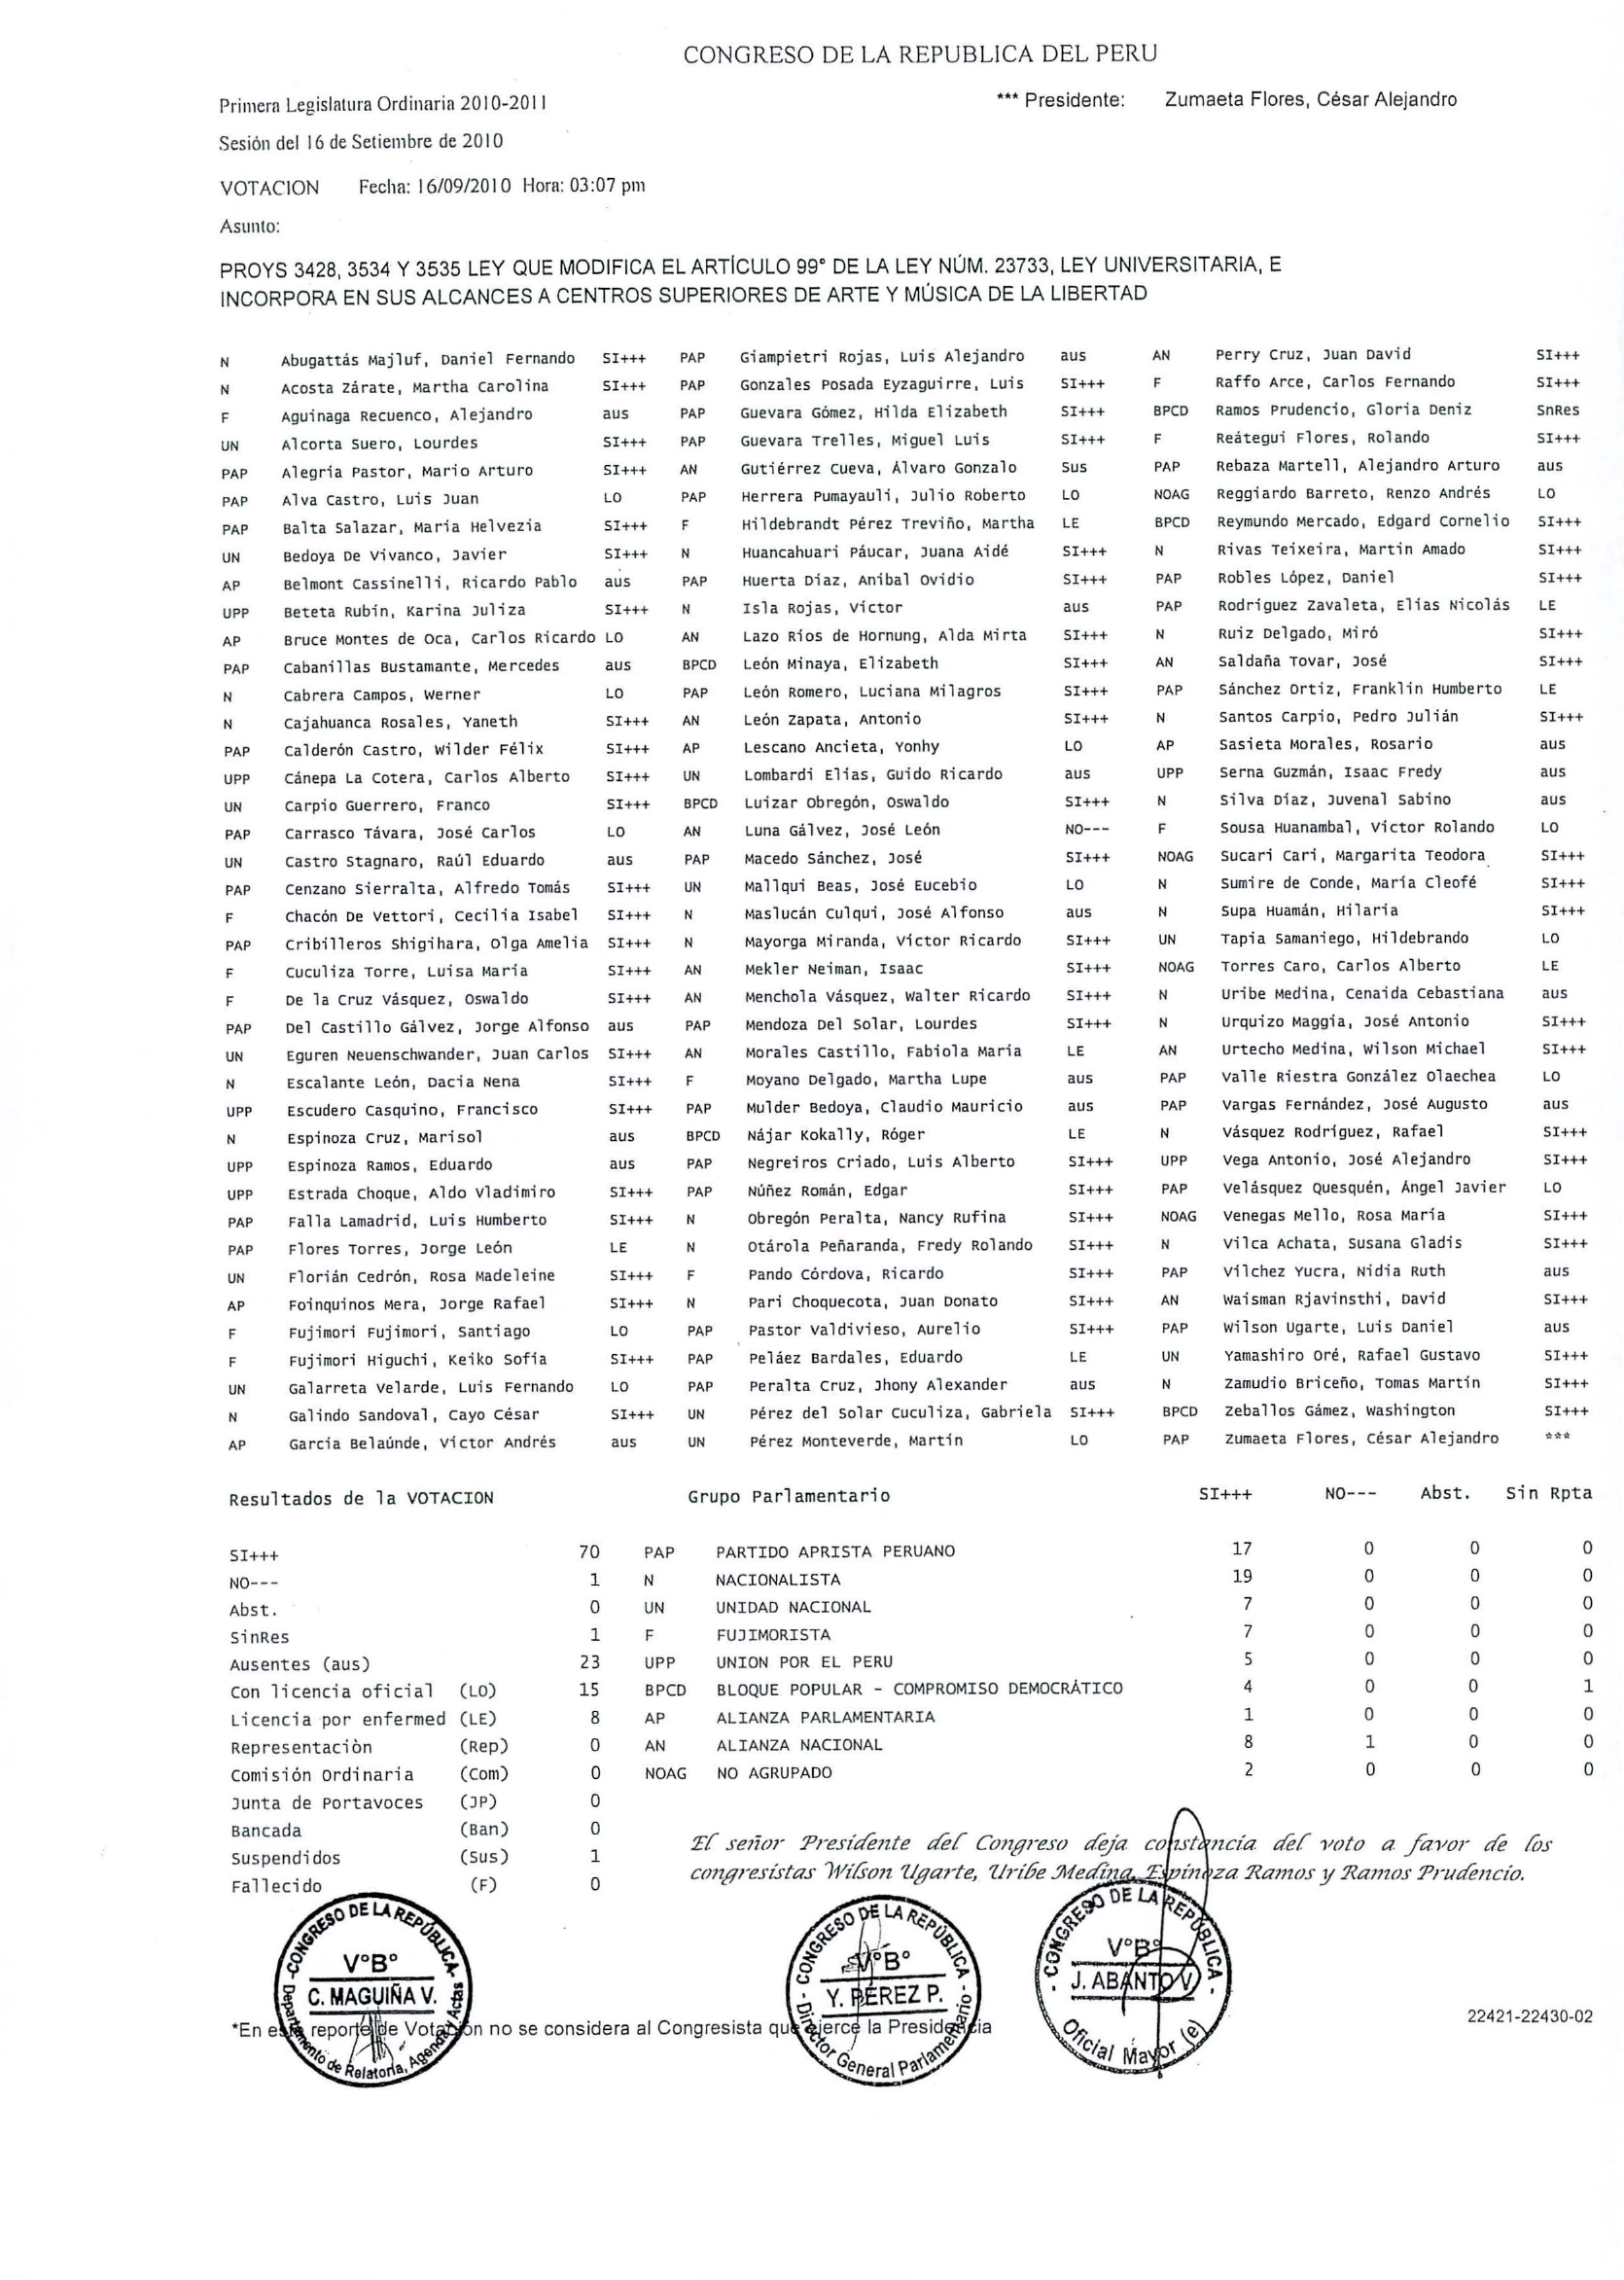 CONGRESO DE LA REPUBLICA DEL PERU
Primera Legislatura Ordinaria 2010-2011 *** Presidente: Zumaeta Flores, César Alejandro
Sesión del 16 de Setiembre de 2010
VOTACION Fecha: 16/09/2010 Hora: 03:07 pm
Asunto:
PROYS 3428, 3534 Y 3535 LEY QUE MODIFICA EL ARTÍCULO 99° DE LA LEY NÚM. 23733, LEY UNIVERSITARIA, E
INCORPORA EN SUS ALCANCES A CENTROS SUPERIORES DE ARTE Y MÚSICA DE LA LIBERTAD
N Abugattás Majluf, Daniel Fernando SI+++ PAP Giampietri Rojas, Luis Alejandro aus AN Perry Cruz, Juan David SI+++
N Acosta Zárate, Martha Carolina SI+++ PAP Gonzales Posada Eyzaguirre, Luis SI+++ F Raffo Arce, Carlos Fernando SI+++
F Aguinaga Recuenco, Alejandro aus PAP Guevara Gómez, Hilda Elizabeth SI+++ BPCD Ramos Prudencio, Gloria Deniz SnRes
UN Alcorta Suero, Lourdes SI+++ PAP Guevara Trelles, Miguel Luis SI+++ F Reátegui Flores, Rolando SI+++
PAP Alegría Pastor, Mario Arturo SI+++ AN Gutiérrez Cueva, Álvaro Gonzalo Sus PAP Rebaza Martell, Alejandro Arturo aus
PAP Alva Castro, Luis Juan LO PAP Herrera Pumayauli, Julio Roberto LO NOAG Reggiardo Barreto, Renzo Andrés LO
PAP Balta Salazar, María Helvezia SI+++ F Hildebrandt Pérez Treviño, Martha LE BPCD Reymundo Mercado, Edgard Cornelio SI+++
UN Bedoya De Vivanco, Javier SI+++ N Huancahuari Páucar, Juana Aidé SI+++ N Rivas Teixeira, Martín Amado SI+++
AP Belmont Cassinelli, Ricardo Pablo aus PAP Huerta Díaz, Aníbal Ovidio SI+++ PAP Robles López, Daniel SI+++
UPP Beteta Rubín, Karina Juliza SI+++ N Isla Rojas, Víctor aus PAP Rodríguez Zavaleta, Elías Nicolás LE
AP Bruce Montes de Oca, Carlos Ricardo LO AN Lazo Ríos de Hornung, Alda Mirta SI+++ N Ruiz Delgado, Miró SI+++
PAP Cabanillas Bustamante, Mercedes aus BPCD León Minaya, Elizabeth SI+++ AN Saldaña Tovar, José SI+++
N Cabrera Campos, Werner LO PAP León Romero, Luciana Milagros SI+++ PAP Sánchez Ortiz, Franklin Humberto LE
N Cajahuanca Rosales, Yaneth SI+++ AN León Zapata, Antonio SI+++ N Santos Carpio, Pedro Julián SI+++
PAP Calderón Castro, Wilder Félix SI+++ AP Lescano Ancieta, Yonhy LO AP Sasieta Morales, Rosario aus
UPP Cánepa La Cotera, Carlos Alberto SI+++ UN Lombardi Elías, Guido Ricardo aus UPP Serna Guzmán, Isaac Fredy aus
UN Carpio Guerrero, Franco SI+++ BPCD Luizar Obregón, Oswaldo SI+++ N Silva Díaz, Juvenal Sabino aus
PAP Carrasco Távara, José Carlos LO AN Luna Gálvez, José León NO--- F Sousa Huanambal, Víctor Rolando LO
UN Castro Stagnaro, Raúl Eduardo aus PAP Macedo Sánchez, José SI+++ NOAG Sucari Cari, Margarita Teodora SI+++
PAP Cenzano Sierralta, Alfredo Tomás SI+++ UN Mallqui Beas, José Eucebio LO N Sumire de Conde, María Cleofé SI+++
F Chacón De Vettori, Cecilia Isabel SI+++ N Maslucán Culqui, José Alfonso aus N Supa Huamán, Hilaria SI+++
PAP Cribilleros Shigihara, Olga Amelia SI+++ N Mayorga Miranda, Víctor Ricardo SI+++ UN Tapia Samaniego, Hildebrando LO
F Cuculiza Torre, Luisa María SI+++ AN Mekler Neiman, Isaac SI+++ NOAG Torres Caro, Carlos Alberto LE
F De la Cruz Vásquez, Oswaldo SI+++ AN Menchola Vásquez, Walter Ricardo SI+++ N Uribe Medina, Cenaida Cebastiana aus
PAP Del Castillo Gálvez, Jorge Alfonso aus PAP Mendoza Del Solar, Lourdes SI+++ N Urquizo Maggia, José Antonio SI+++
UN Eguren Neuenschwander, Juan Carlos SI+++ AN Morales Castillo, Fabiola María LE AN Urtecho Medina, Wilson Michael SI+++
N Escalante León, Dacia Nena SI+++ F Moyano Delgado, Martha Lupe aus PAP Valle Riestra González Olaechea LO
UPP Escudero Casquino, Francisco SI+++ PAP Mulder Bedoya, Claudio Mauricio aus PAP Vargas Fernández, José Augusto aus
N Espinoza Cruz, Marisol aus BPCD Nájar Kokally, Róger LE N Vásquez Rodríguez, Rafael SI+++
UPP Espinoza Ramos, Eduardo aus PAP Negreiros Criado, Luis Alberto SI+++ UPP Vega Antonio, José Alejandro SI+++
UPP Estrada Choque, Aldo Vladimiro SI+++ PAP Núñez Román, Edgar SI+++ PAP Velásquez Quesquén, Ángel Javier LO
PAP Falla Lamadrid, Luis Humberto SI+++ N Obregón Peralta, Nancy Rufina SI+++ NOAG Venegas Mello, Rosa María SI+++
PAP Flores Torres, Jorge León LE N Otárola Peñaranda, Fredy Rolando SI+++ N Vilca Achata, Susana Gladis SI+++
UN Florián Cedrón, Rosa Madeleine SI+++ F Pando Córdova, Ricardo SI+++ PAP Vilchez Yucra, Nidia Ruth aus
AP Foinquinos Mera, Jorge Rafael SI+++ N Pari Choquecota, Juan Donato SI+++ AN Waisman Rjavinsthi, David SI+++
F Fujimori Fujimori, Santiago LO PAP Pastor Valdivieso, Aurelio SI+++ PAP Wilson Ugarte, Luis Daniel aus
F Fujimori Higuchi, Keiko Sofía SI+++ PAP Peláez Bardales, Eduardo LE UN Yamashiro Oré, Rafael Gustavo SI+++
UN Galarreta Velarde, Luis Fernando LO PAP Peralta Cruz, Jhony Alexander aus N Zamudio Briceño, Tomas Martín SI+++
N Galindo Sandoval, Cayo César SI+++ UN Pérez del Solar Cuculiza, Gabriela SI+++ BPCD Zeballos Gámez, Washington SI+++
AP García Belaúnde, Víctor Andrés aus UN Pérez Monteverde, Martín LO PAP Zumaeta Flores, César Alejandro ***
Resultados de la VOTACION Grupo Parlamentario SI+++ NO--- Abst. Sin Rpta
SI+++ 70 PAP PARTIDO APRISTA PERUANO 17 0 0 0
NO--- 1 N NACIONALISTA 19 0 0 0
Abst. 0 UN UNIDAD NACIONAL 7 0 0 0
SinRes 1 F FUJIMORISTA 7 0 0 0
Ausentes (aus) 23 UPP UNION POR EL PERU 5 0 0 0
Con licencia oficial (LO) 15 BPCD BLOQUE POPULAR - COMPROMISO DEMOCRÁTICO 4 0 0 1
Licencia por enfermed (LE) 8 AP ALIANZA PARLAMENTARIA 1 0 0 0
Representaciòn (Rep) 0 AN ALIANZA NACIONAL 8 1 0 0
Comisión Ordinaria (Com) 0 NOAG NO AGRUPADO 2 0 0 0
Junta de Portavoces (JP) 0
Bancada (Ban) 0
Suspendidos (Sus) 1
Fallecido (F) 0
El señor Presidente del Congreso deja constancia del voto a favor de los
congresistas Wilson Ugarte, Uribe Medina, Espinoza Ramos y Ramos Prudencio.
-CONGRESO DE LA REPÚBLICA-
V°B°
C. MAGUIÑA V.
Departamento de Relatoría, Agenda y Actas
- CONGRESO DE LA REPÚBLICA -
V°B°
Y. PÉREZ P.
Director General Parlamentario
- CONGRESO DE LA REPÚBLICA -
V°B°
J. ABANTO V.
Oficial Mayor (e)
*En este reporte de Votación no se considera al Congresista que ejerce la Presidencia
22421-22430-02